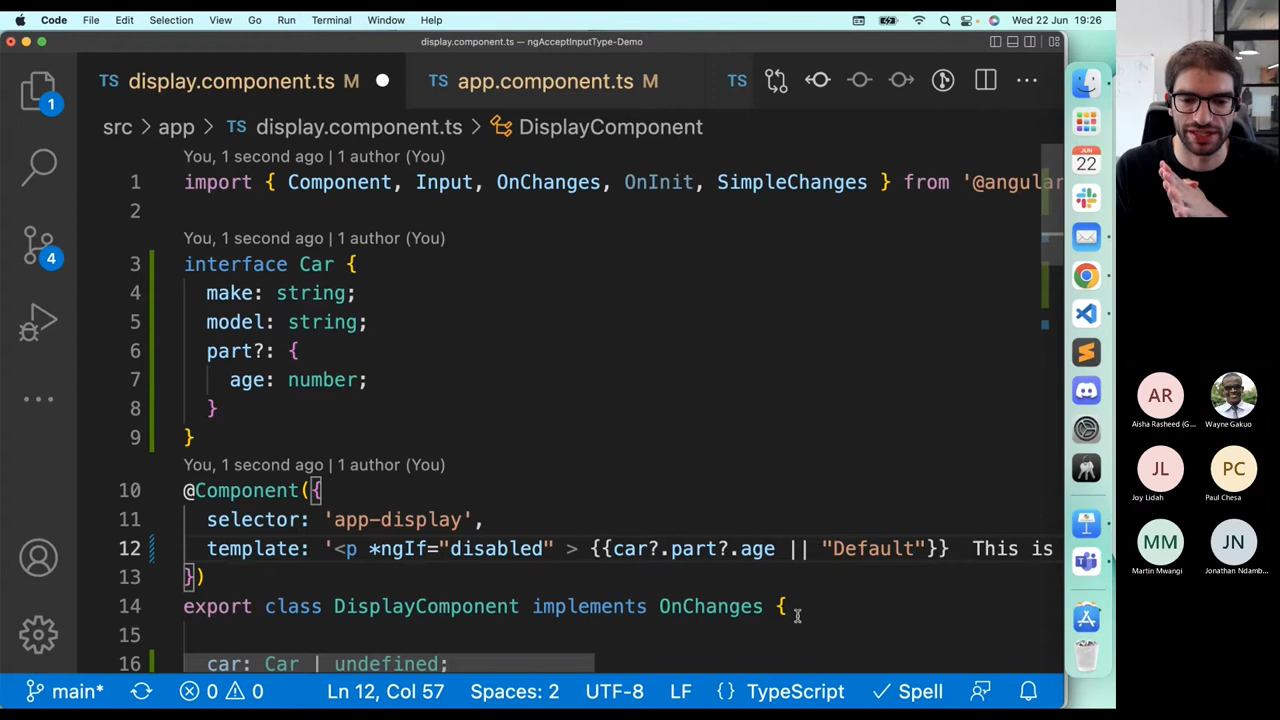 Code File Edit Selection View Go Run Terminal Window Help Wed 22 Jun 19:26
display.component.ts — ngAcceptInputType-Demo
TS display.component.ts M TS app.component.ts M TS
src > app > TS display.component.ts > DisplayComponent
You, 1 second ago | 1 author (You)
1 import { Component, Input, OnChanges, OnInit, SimpleChanges } from '@angular
2
You, 1 second ago | 1 author (You)
3 interface Car {
4 make: string;
5 model: string;
6 part?: {
7 age: number;
8 }
9 }
You, 1 second ago | 1 author (You)
10 @Component({
11 selector: 'app-display',
12 template: '<p *ngIf="disabled" > {{car?.part?.age || "Default"}} This is
13 })
14 export class DisplayComponent implements OnChanges {
15
16 car: Car | undefined;
main* 0 0 Ln 12, Col 57 Spaces: 2 UTF-8 LF {} TypeScript Spell
1
4
JUN
22
AR
Aisha Rasheed (G... Wayne Gakuo
JL PC
Joy Lidah Paul Chesa
MM JN
Martin Mwangi Jonathan Ndamb...